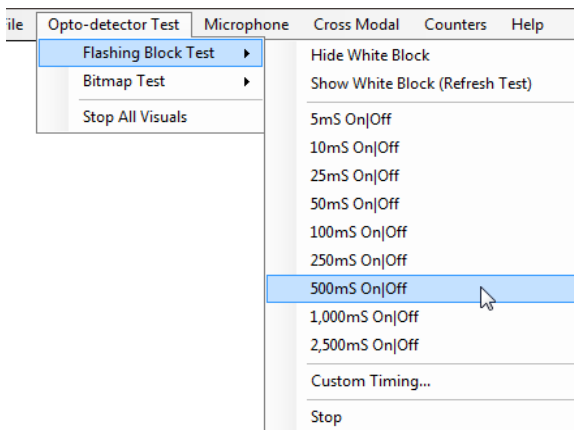 ile Opto-detector Test Microphone Cross Modal Counters Help
Flashing Block Test
Bitmap Test
Stop All Visuals
Hide White Block
Show White Block (Refresh Test)
5mS On|Off
10mS On|Off
25mS On|Off
50mS On|Off
100mS On|Off
250mS On|Off
500mS On|Off
1,000mS On|Off
2,500mS On|Off
Custom Timing...
Stop